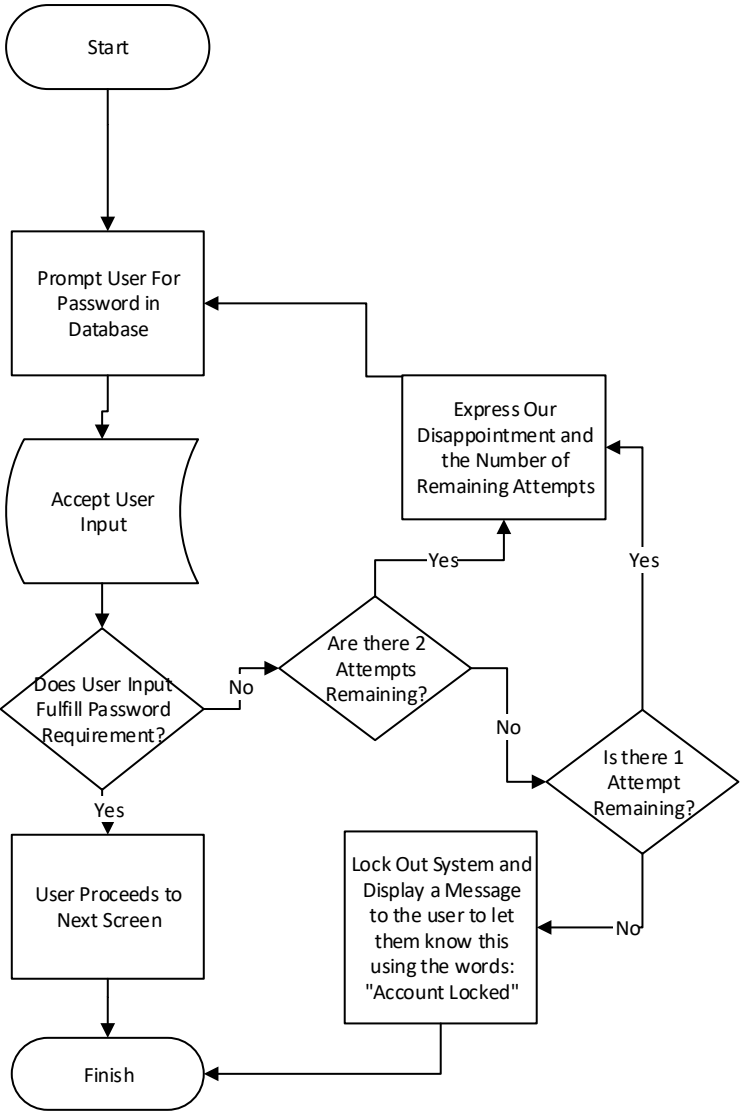 Start
Prompt User For
Password in
Database
Express Our
Disappointment and
the Number of
Remaining Attempts
Accept User
Input
Yes
Yes
Are there 2
Attempts
Remaining?
Does User Input
Fulfill Password
Requirement?
No
No
Is there 1
Attempt
Remaining?
Yes
User Proceeds to
Next Screen
Lock Out System and
Display a Message
to the user to let
them know this
using the words:
"Account Locked"
No
Finish